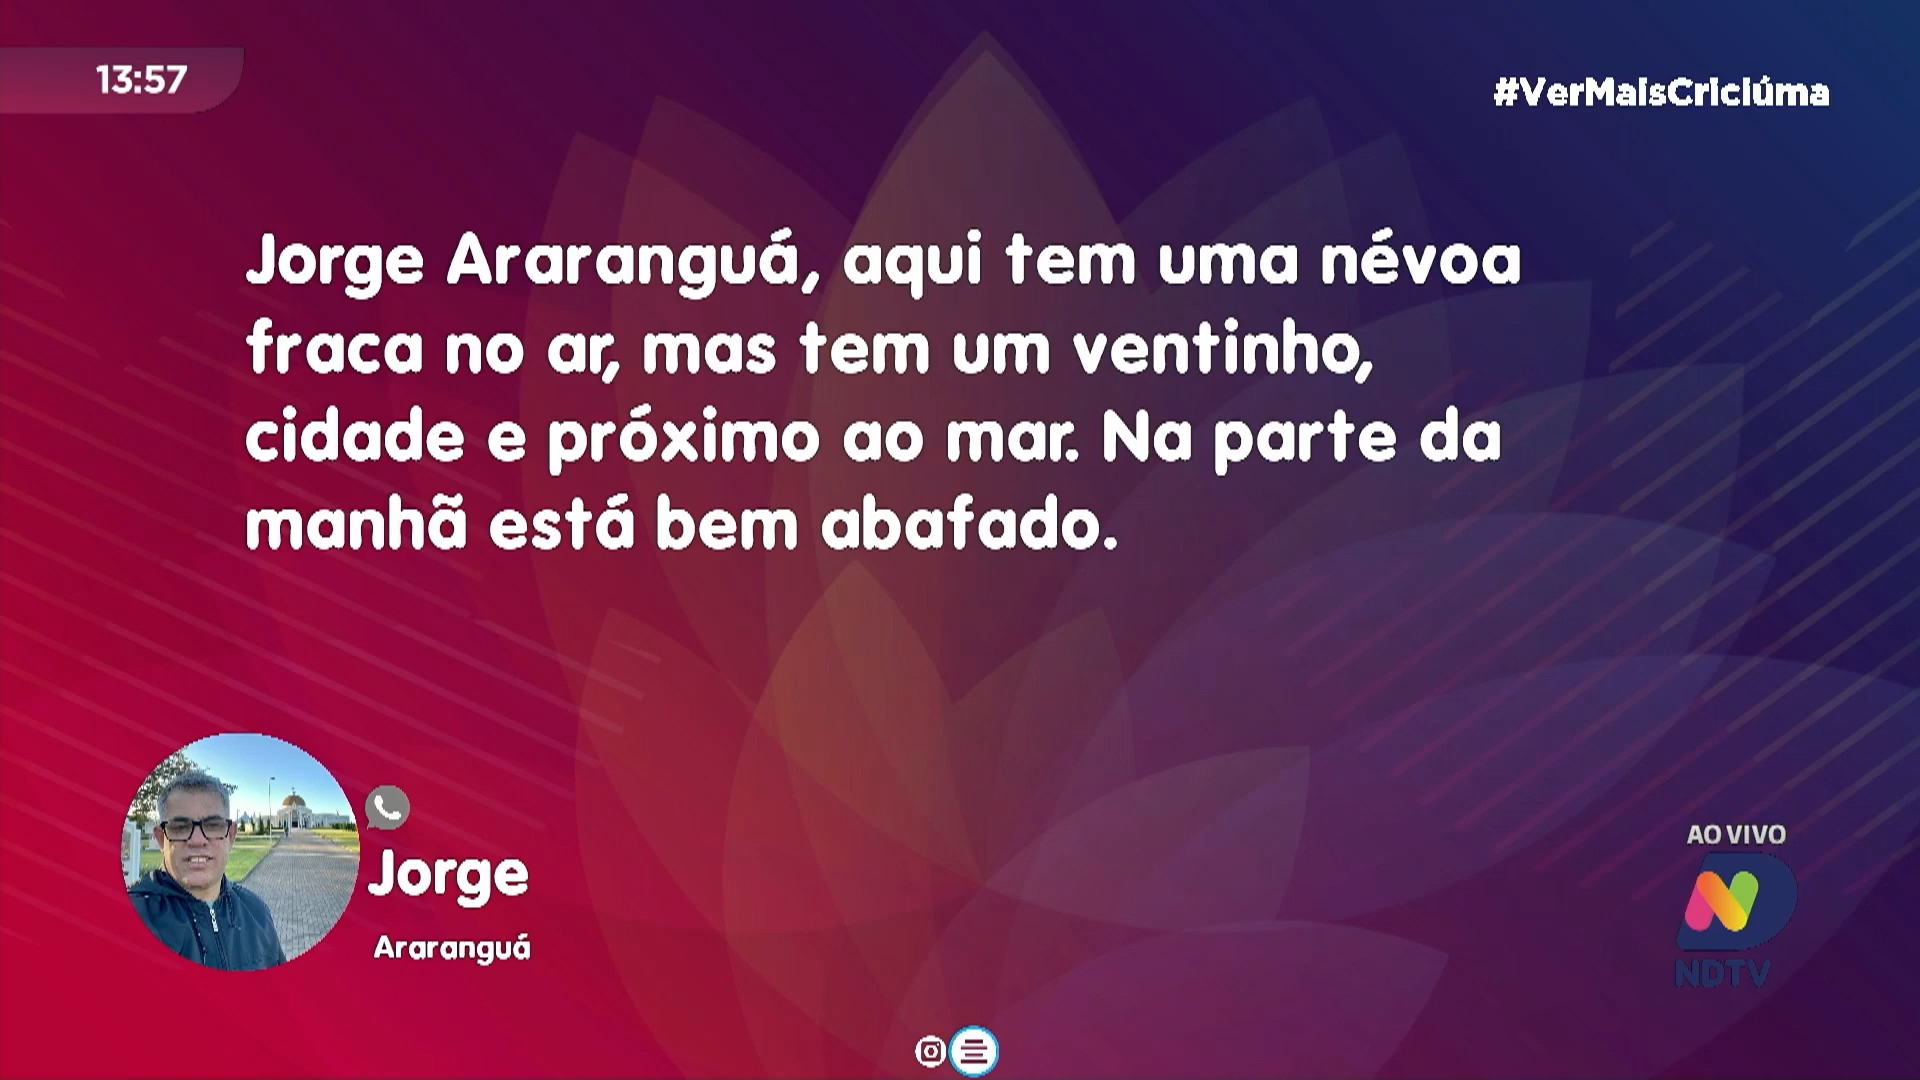 13:57
#VerMaisCriciúma
Jorge Araranguá, aqui tem uma névoa
fraca no ar, mas tem um ventinho,
cidade e próximo ao mar. Na parte da
manhã está bem abafado.
Jorge
Araranguá
AO VIVO
NDTV